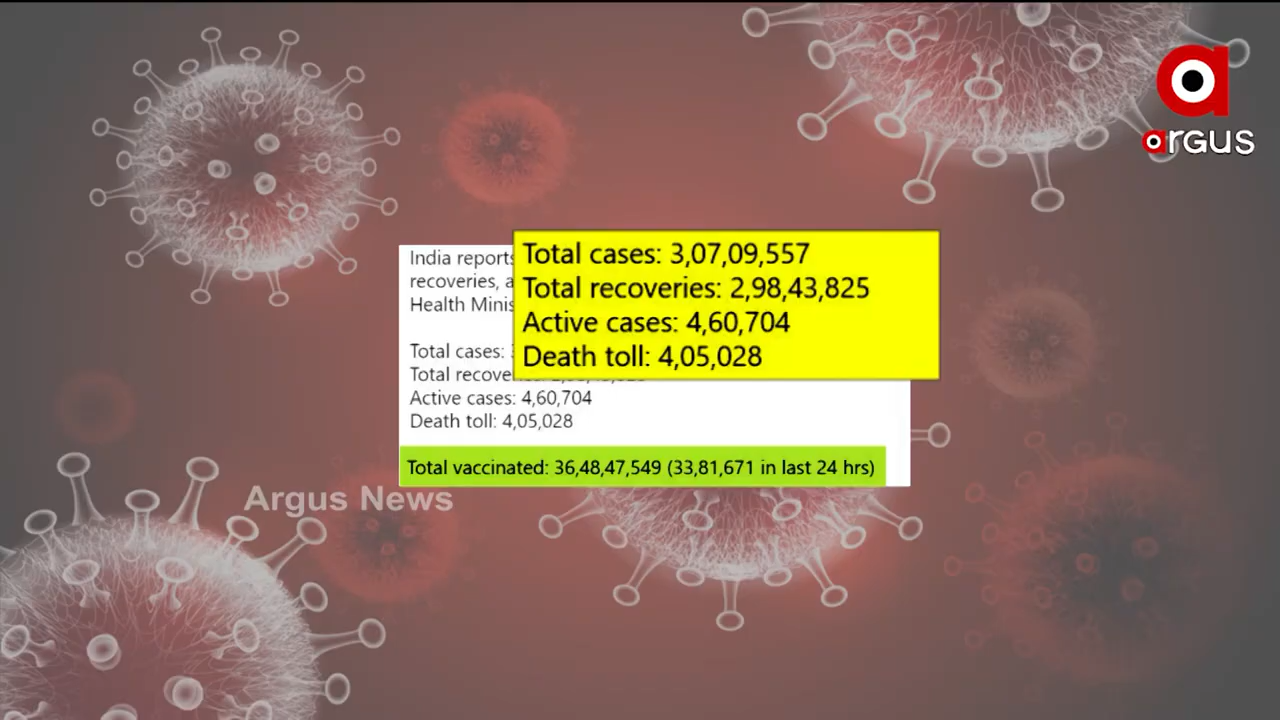 argus
India reports
recoveries, a
Health Minis
Total cases: 3,07,09,557
Total recoveries: 2,98,43,825
Active cases: 4,60,704
Death toll: 4,05,028
Total cases:
Total recove
Active cases: 4,60,704
Death toll: 4,05,028
Total vaccinated: 36,48,47,549 (33,81,671 in last 24 hrs)
Argus News